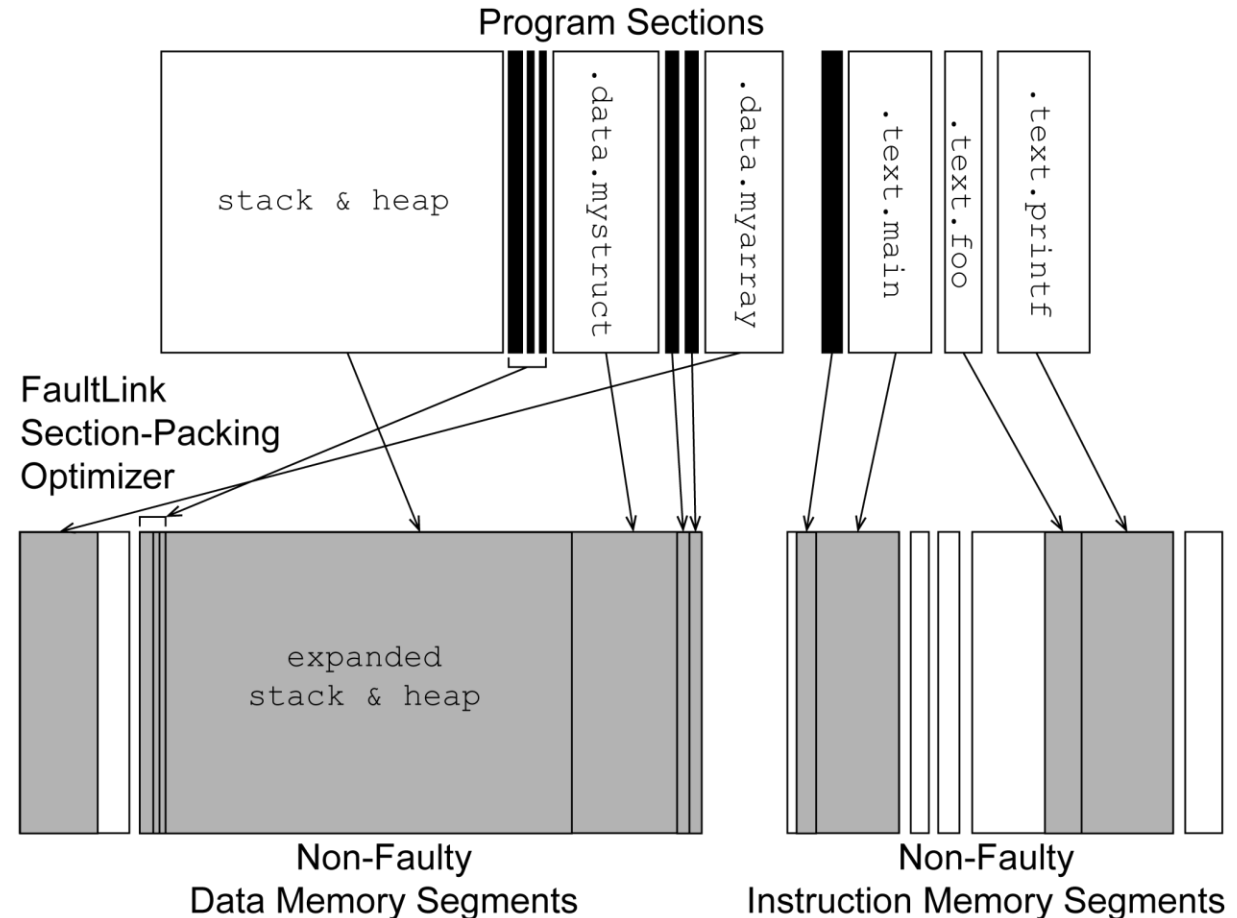 Program Sections
stack & heap
.data.mystruct
.data.myarray
.text.main
.text.foo
.text.printf
FaultLink
Section-Packing
Optimizer
expanded
stack & heap
Non-Faulty
Data Memory Segments
Non-Faulty
Instruction Memory Segments